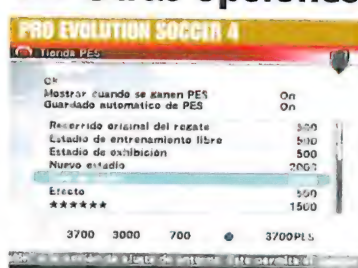 PRO EVOLUTION SOCCER 4
Tienda PES
OK
Mostrar cuando se ganen PES On
Guardado automatico de PES On
Recorrido original del regate 500
Estadio de entrenamiento libre 500
Estadio de exhibición 500
Nuevo estadio 2000
Efecto 500
★★★★★★ 1500
3700 3000 700 3700PES